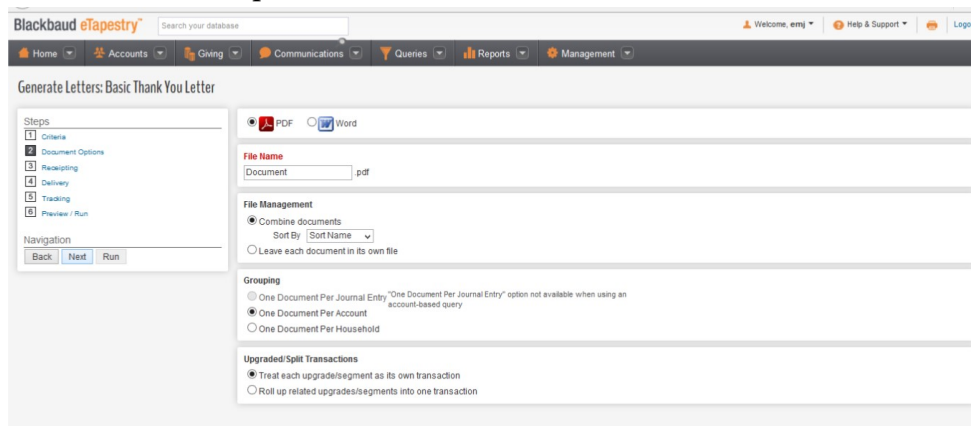 Blackbaud eTapestry™ Search your database Welcome, emj Help & Support Logo
Home Accounts Giving Communications Queries Reports Management
Generate Letters: Basic Thank You Letter
Steps
1 Criteria
2 Document Options
3 Receipting
4 Delivery
5 Tracking
6 Preview / Run
Navigation
Back Next Run
PDF Word
File Name
Document .pdf
File Management
Combine documents
Sort By Sort Name
Leave each document in its own file
Grouping
One Document Per Journal Entry "One Document Per Journal Entry" option not available when using an
account-based query
One Document Per Account
One Document Per Household
Upgraded/Split Transactions
Treat each upgrade/segment as its own transaction
Roll up related upgrades/segments into one transaction